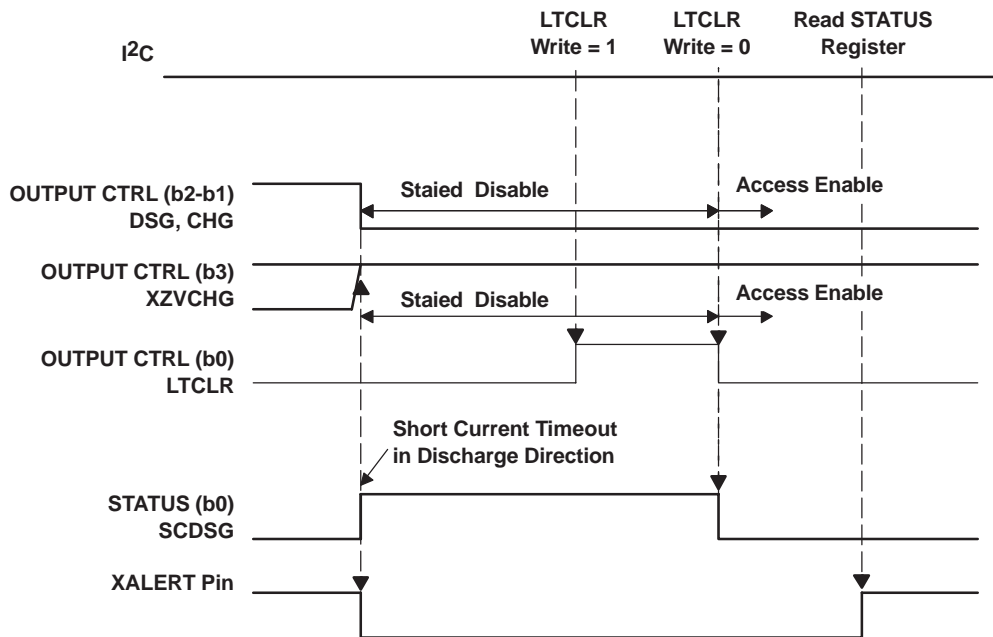 LTCLR
Write = 1
LTCLR
Write = 0
Read STATUS
Register
I2C
OUTPUT CTRL (b2-b1)
DSG, CHG
Staied Disable
Access Enable
OUTPUT CTRL (b3)
XZVCHG
Staied Disable
Access Enable
OUTPUT CTRL (b0)
LTCLR
Short Current Timeout
in Discharge Direction
STATUS (b0)
SCDSG
XALERT Pin